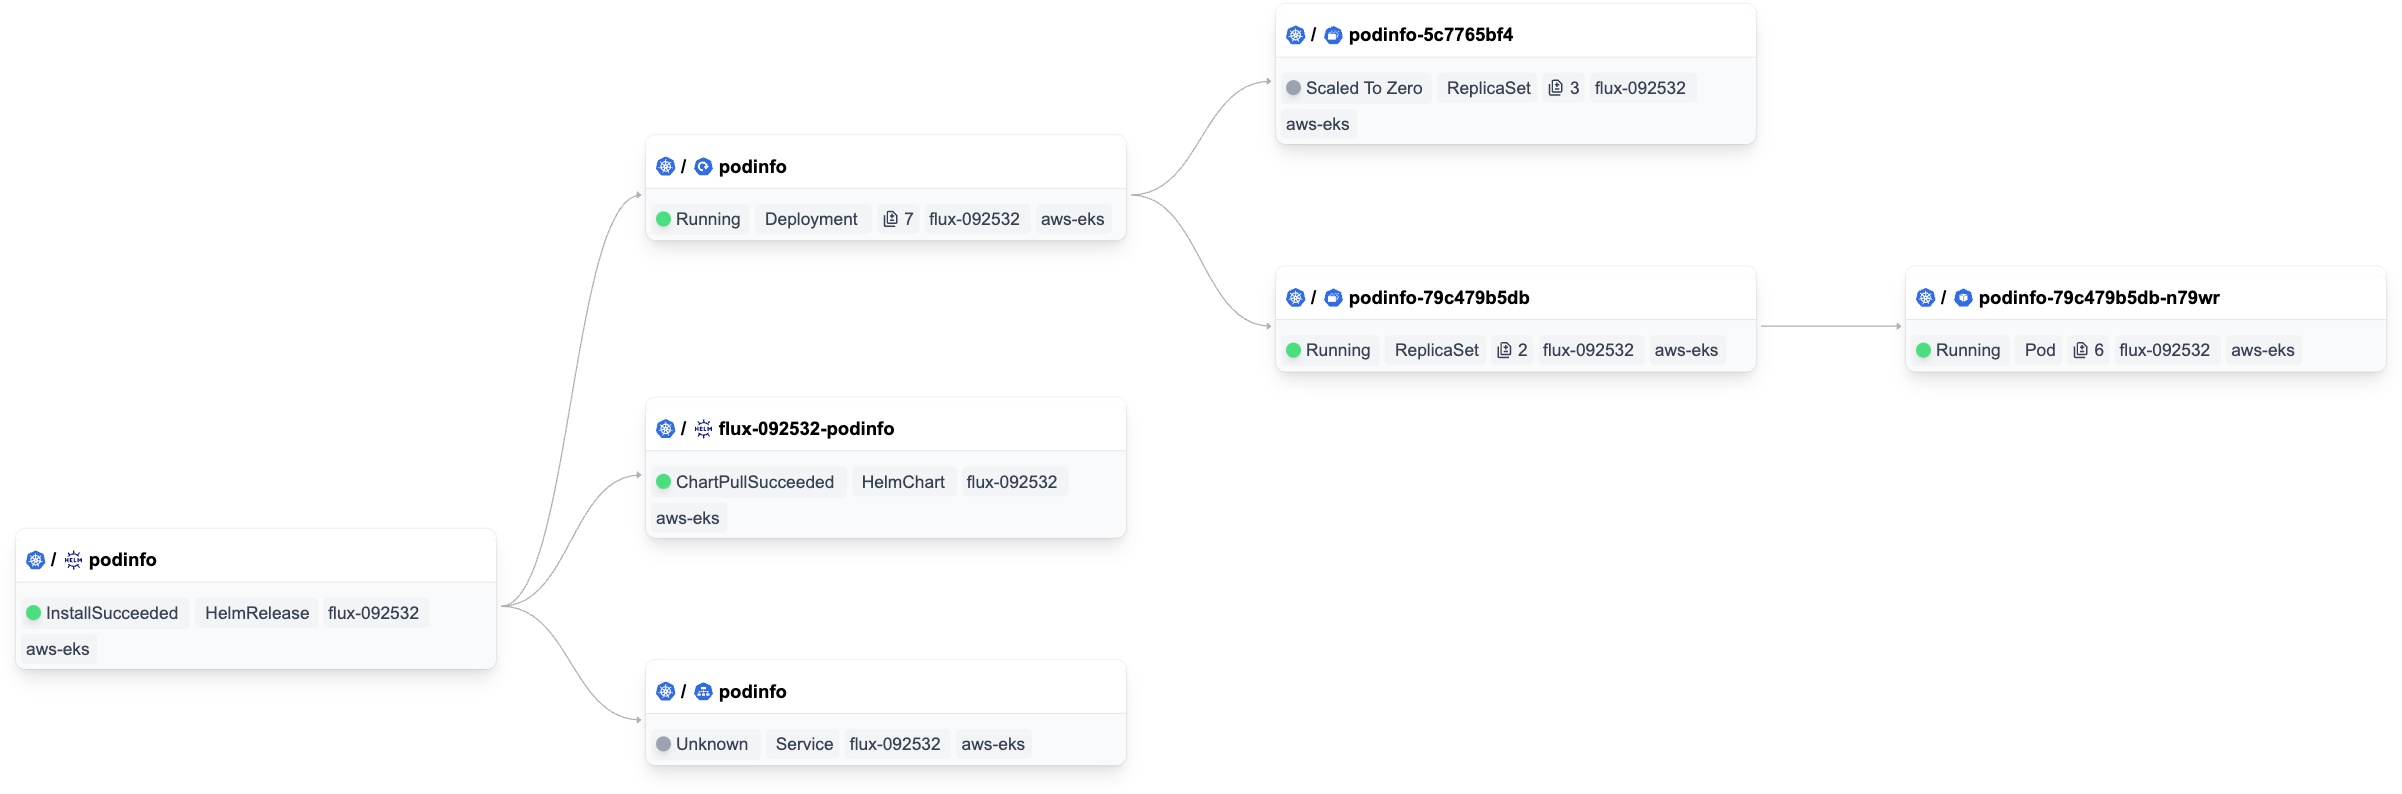 / podinfo-5c7765bf4
Scaled To Zero ReplicaSet 3 flux-092532
aws-eks
/ podinfo
Running Deployment 7 flux-092532 aws-eks
/ podinfo-79c479b5db
Running ReplicaSet 2 flux-092532 aws-eks
/ podinfo-79c479b5db-n79wr
Running Pod 6 flux-092532 aws-eks
/ HELM flux-092532-podinfo
ChartPullSucceeded HelmChart flux-092532
aws-eks
/ HELM podinfo
InstallSucceeded HelmRelease flux-092532
aws-eks
/ podinfo
Unknown Service flux-092532 aws-eks